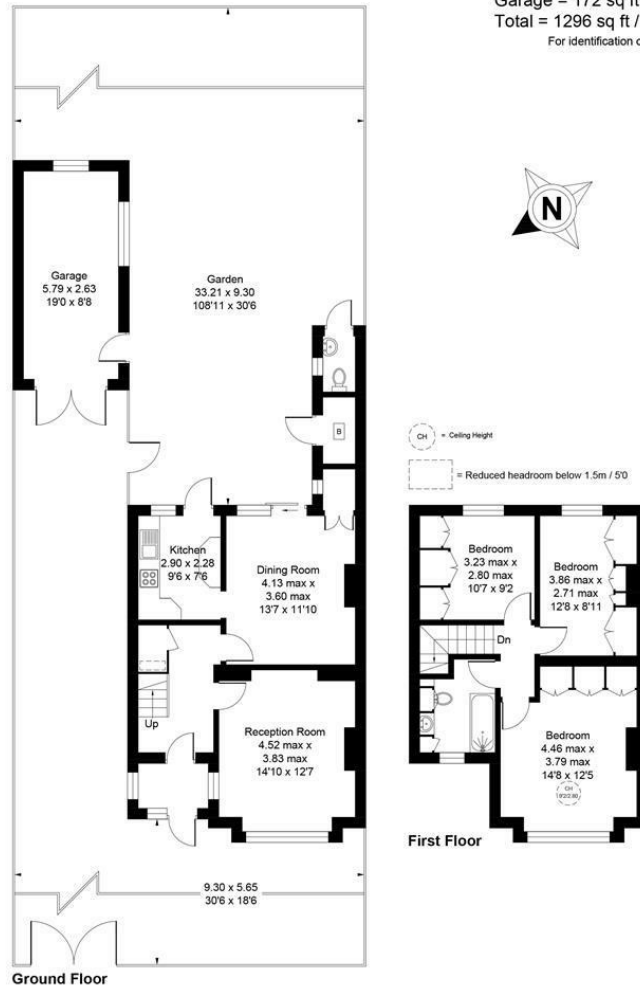 Garage = 172 sq ft
Total = 1296 sq ft /
For identification
N
Garage
5.79 x 2.63
19'0 x 8'8
Garden
33.21 x 9.30
108'11 x 30'6
B
CH = Ceiling Height
= Reduced headroom below 1.5m / 5'0
Kitchen
2.90 x 2.28
9'6 x 7'6
Dining Room
4.13 max x
3.60 max
13'7 x 11'10
Up
Reception Room
4.52 max x
3.83 max
14'10 x 12'7
Bedroom
3.23 max x
2.80 max
10'7 x 9'2
Bedroom
3.86 max x
2.71 max
12'8 x 8'11
Dn
Bedroom
4.46 max x
3.79 max
14'8 x 12'5
CH
First Floor
9.30 x 5.65
30'6 x 18'6
Ground Floor